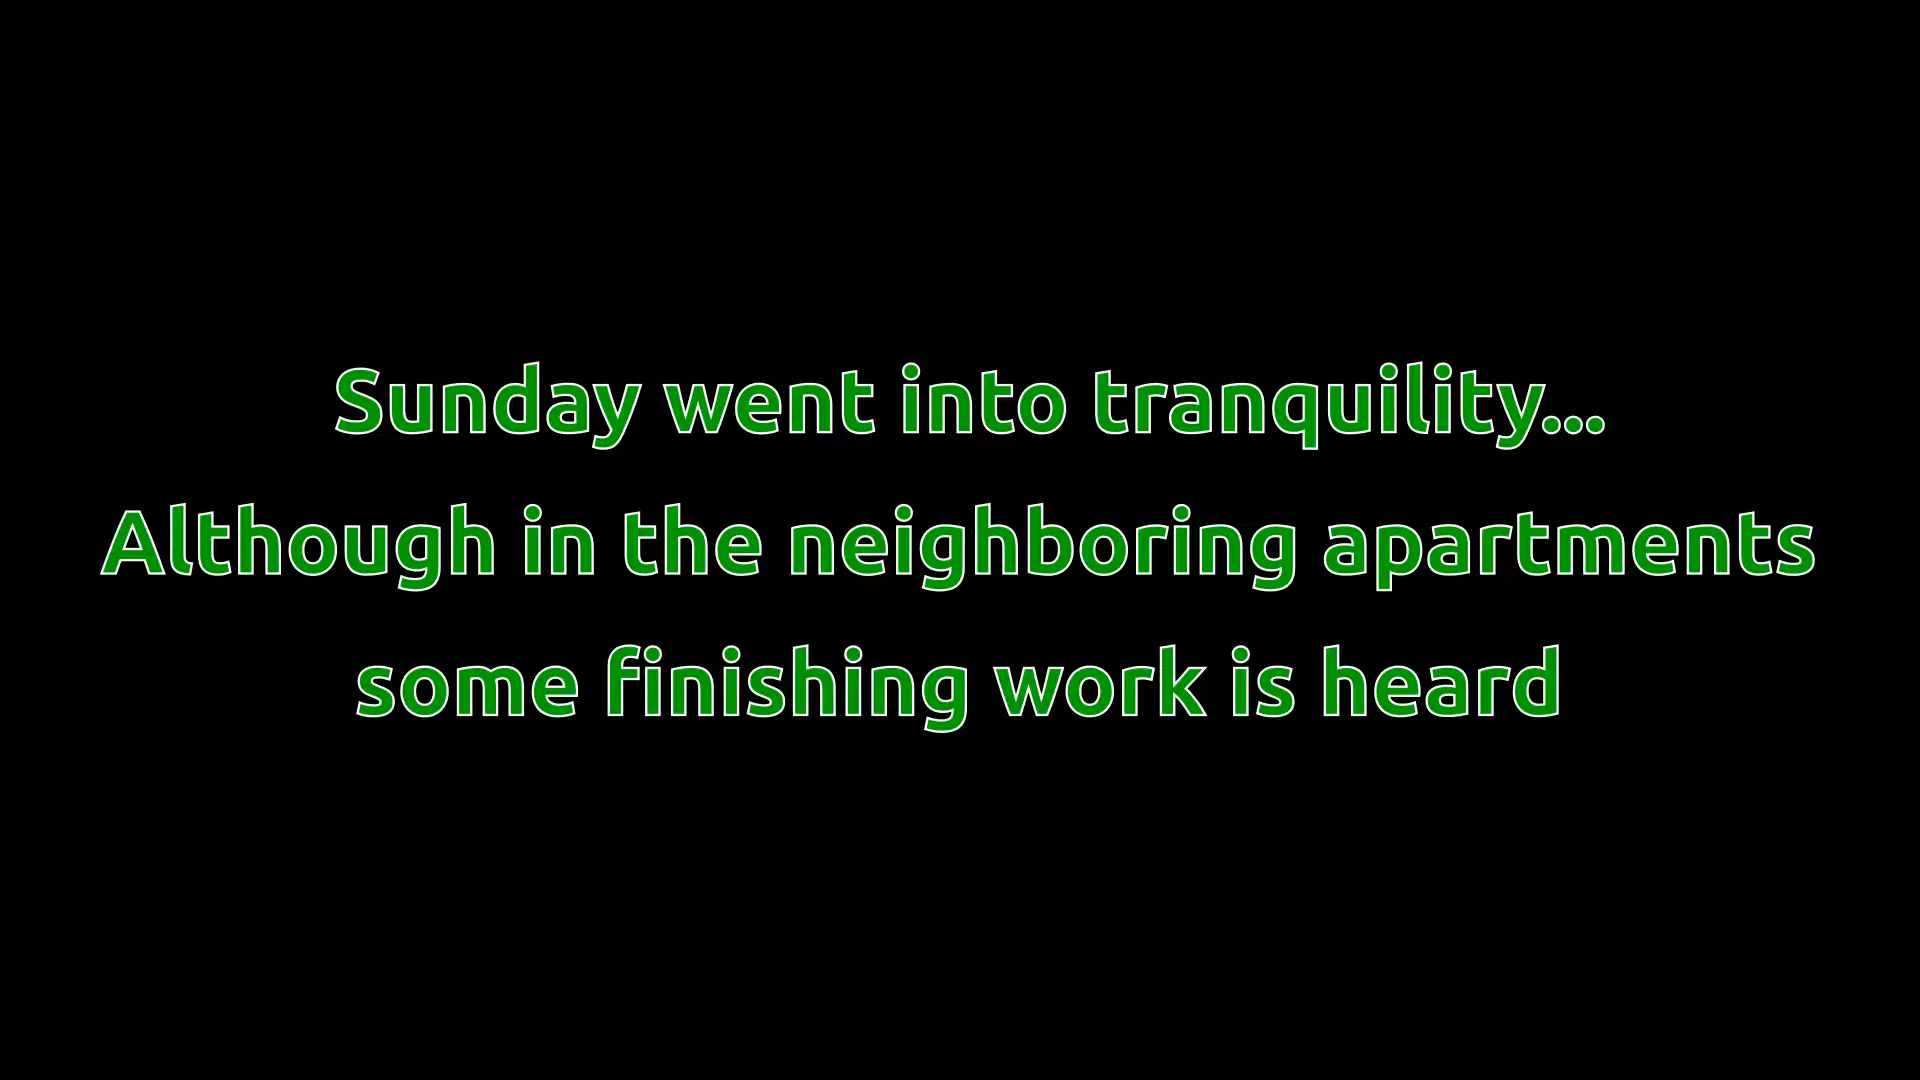 Sunday went into tranquility...
Although in the neighboring apartments
some finishing work is heard